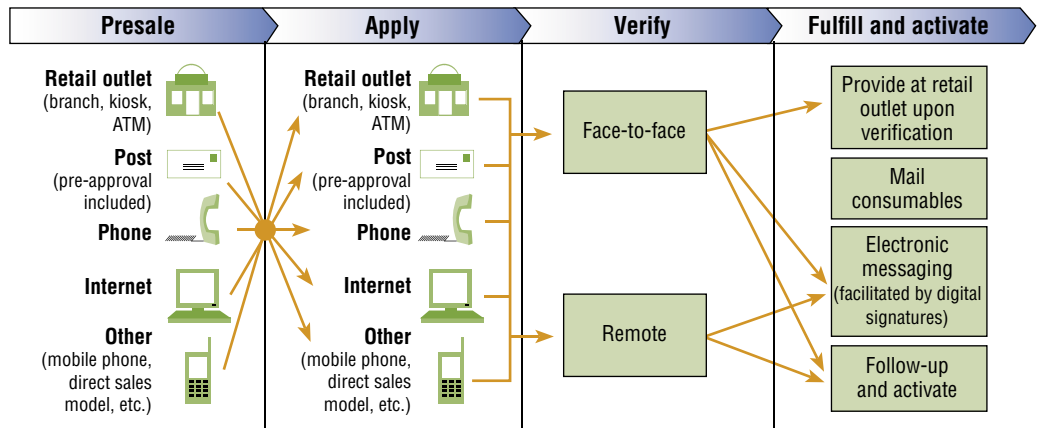 Presale
Apply
Verify
Fulfill and activate
Retail outlet
(branch, kiosk,
ATM)
Post
(pre-approval
included)
Phone
Internet
Other
(mobile phone,
direct sales
model, etc.)
Retail outlet
(branch, kiosk,
ATM)
Post
(pre-approval
included)
Phone
Internet
Other
(mobile phone,
direct sales
model, etc.)
Face-to-face
Remote
Provide at retail
outlet upon
verification
Mail
consumables
Electronic
messaging
(facilitated by digital
signatures)
Follow-up
and activate